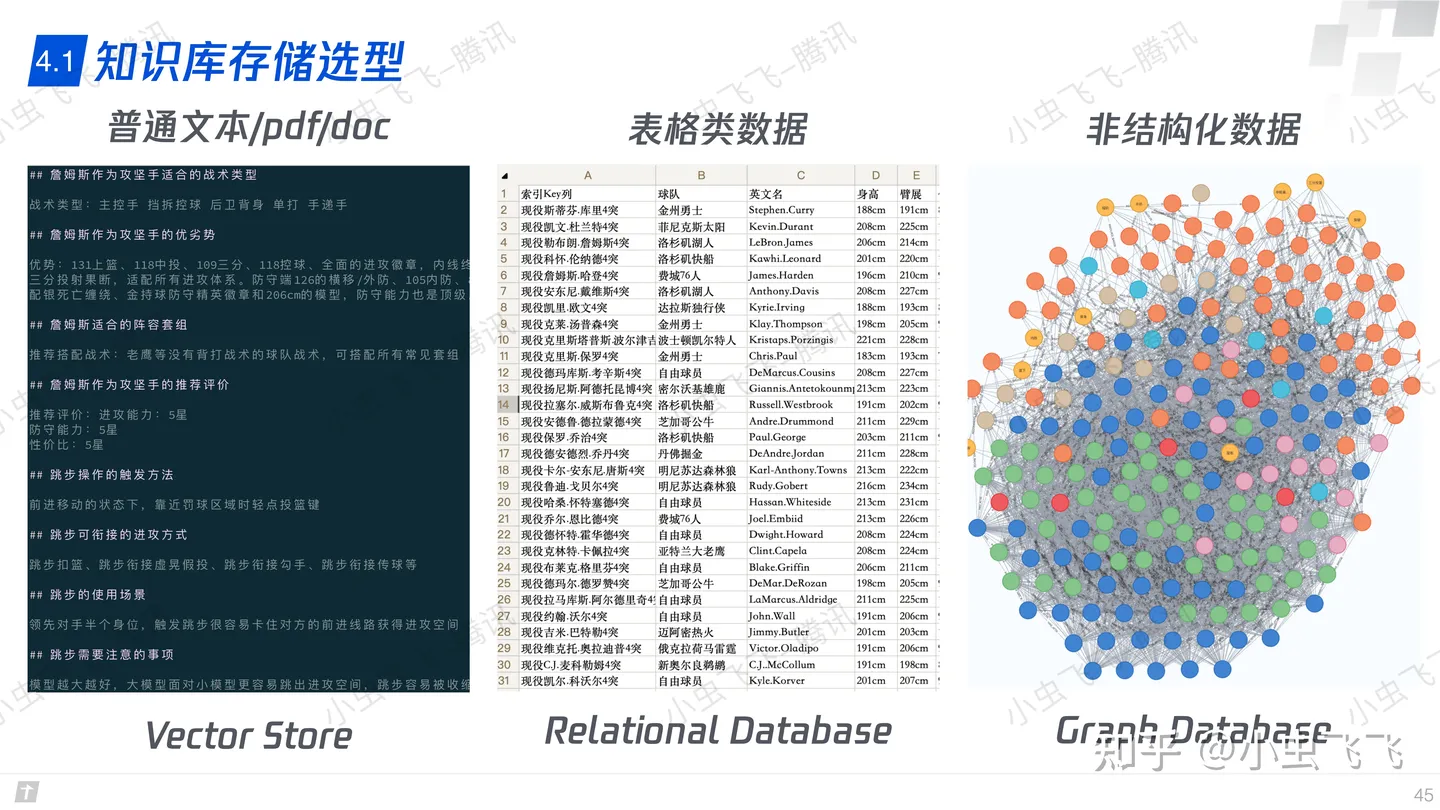 4.1 知识库存储选型
普通文本/pdf/doc
## 詹姆斯作为攻坚手适合的战术类型
战术类型：主控手 挡拆控球 后卫背身 单打 手递手
## 詹姆斯作为攻坚手的优劣势
优势：131上篮、118中投、109三分、118控球、全面的进攻徽章，内线终
三分投射果断，适配所有进攻体系。防守端126的横移/外防、105内防、
配银死亡缠绕、金持球防守精英徽章和206cm的模型，防守能力也是顶级
## 詹姆斯适合的阵容套组
推荐搭配战术：老鹰等没有背打战术的球队战术，可搭配所有常见套组
## 詹姆斯作为攻坚手的推荐评价
推荐评价：进攻能力：5星
防守能力：5星
性价比：5星
## 跳步操作的触发方法
前进移动的状态下，靠近罚球区域时轻点投篮键
## 跳步可衔接的进攻方式
跳步扣篮、跳步衔接虚晃假投、跳步衔接勾手、跳步衔接传球等
## 跳步的使用场景
领先对手半个身位，触发跳步很容易卡住对方的前进线路获得进攻空间
## 跳步需要注意的事项
模型越大越好，大模型面对小模型更容易跳出进攻空间，跳步容易被收缩
Vector Store
表格类数据
A B C D E
1 索引Key列 球队 英文名 身高 臂展
2 现役斯蒂芬.库里4突 金州勇士 Stephen.Curry 188cm 191cm
3 现役凯文.杜兰特4突 菲尼克斯太阳 Kevin.Durant 208cm 225cm
4 现役勒布朗.詹姆斯4突 洛杉矶湖人 LeBron.James 206cm 214cm
5 现役科怀.伦纳德4突 洛杉矶快船 Kawhi.Leonard 201cm 220cm
6 现役詹姆斯.哈登4突 费城76人 James.Harden 196cm 210cm
7 现役安东尼.戴维斯4突 洛杉矶湖人 Anthony.Davis 208cm 227cm
8 现役凯里.欧文4突 达拉斯独行侠 Kyrie.Irving 188cm 193cm
9 现役克莱.汤普森4突 金州勇士 Klay.Thompson 198cm 205cm
10 现役克里斯塔普斯.波尔津吉 波士顿凯尔特人 Kristaps.Porzingis 221cm 228cm
11 现役克里斯.保罗4突 金州勇士 Chris.Paul 183cm 193cm
12 现役德玛库斯.考辛斯4突 自由球员 DeMarcus.Cousins 208cm 227cm
13 现役扬尼斯.阿德托昆博4突 密尔沃基雄鹿 Giannis.Antetokounmp 213cm 223cm
14 现役拉塞尔.威斯布鲁克4突 洛杉矶快船 Russell.Westbrook 191cm 202cm
15 现役安德鲁.德拉蒙德4突 芝加哥公牛 Andre.Drummond 211cm 229cm
16 现役保罗.乔治4突 洛杉矶快船 Paul.George 203cm 211cm
17 现役德安德烈.乔丹4突 丹佛掘金 DeAndre.Jordan 211cm 228cm
18 现役卡尔-安东尼.唐斯4突 明尼苏达森林狼 Karl-Anthony.Towns 213cm 222cm
19 现役鲁迪.戈贝尔4突 明尼苏达森林狼 Rudy.Gobert 216cm 234cm
20 现役哈桑.怀特塞德4突 自由球员 Hassan.Whiteside 213cm 231cm
21 现役乔尔.恩比德4突 费城76人 Joel.Embiid 213cm 226cm
22 现役德怀特.霍华德4突 自由球员 Dwight.Howard 208cm 224cm
23 现役克林特.卡佩拉4突 亚特兰大老鹰 Clint.Capela 208cm 224cm
24 现役布莱克.格里芬4突 自由球员 Blake.Griffin 206cm 211cm
25 现役德玛尔.德罗赞4突 芝加哥公牛 DeMar.DeRozan 198cm 205cm
26 现役拉马库斯.阿尔德里奇4 自由球员 LaMarcus.Aldridge 211cm 225cm
27 现役约翰.沃尔4突 自由球员 John.Wall 191cm 206cm
28 现役吉米.巴特勒4突 迈阿密热火 Jimmy.Butler 201cm 203cm
29 现役维克托.奥拉迪普4突 俄克拉荷马雷霆 Victor.Oladipo 191cm 206cm
30 现役C.J.麦科勒姆4突 新奥尔良鹈鹕 C.J..McCollum 191cm 198cm
31 现役凯尔.科沃尔4突 自由球员 Kyle.Korver 201cm 207cm
Relational Database
非结构化数据
Graph Database
知乎 @小虫飞飞
小虫飞飞-腾讯
45